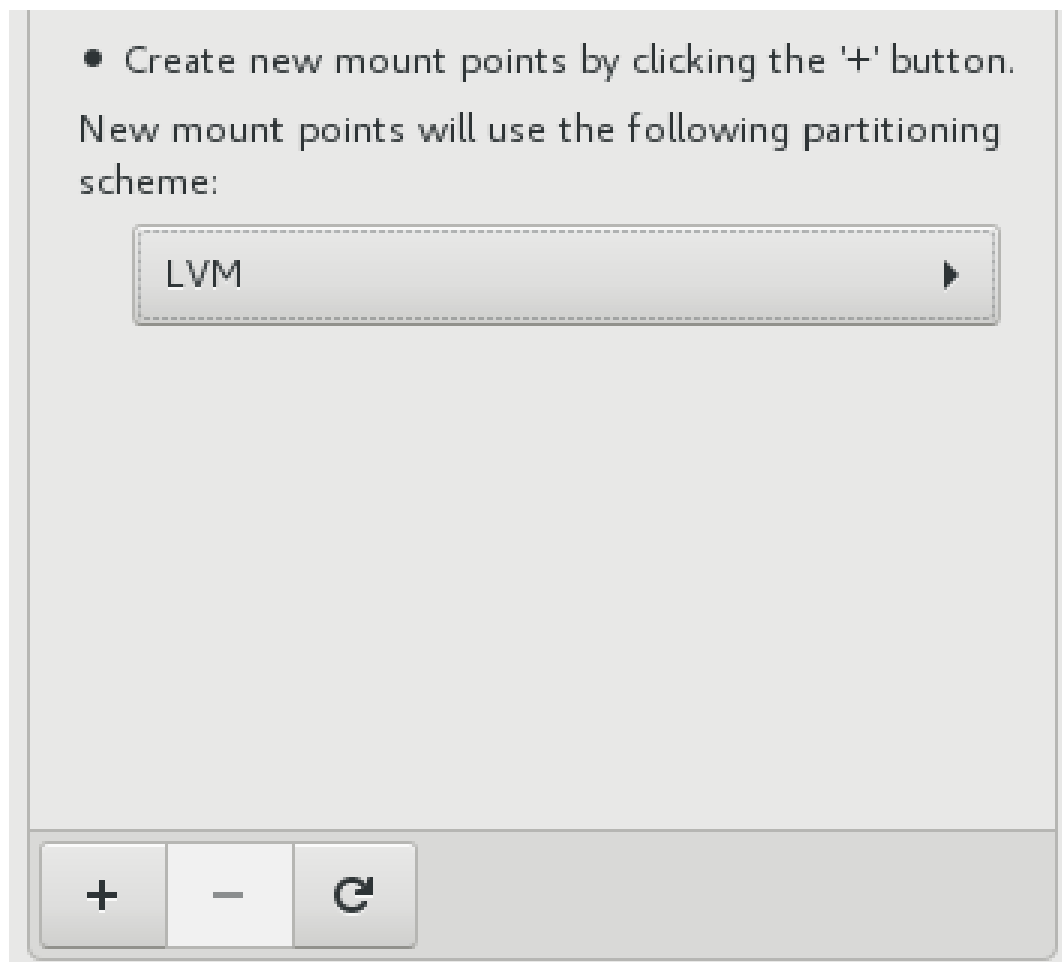 • Create new mount points by clicking the '+' button.
New mount points will use the following partitioning
scheme:
LVM
+ −